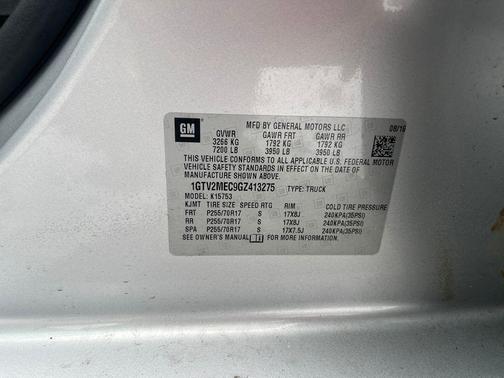 GM
MFD BY GENERAL MOTORS LLC
08/16
GVWR GAWR FRT GAWR RR
3266 KG 1792 KG 1792 KG
7200 LB 3950 LB 3950 LB
THIS VEHICLE CONFORMS TO ALL APPLICABLE U.S. FEDERAL MOTOR
VEHICLE SAFETY STANDARDS IN EFFECT ON THE DATE OF
MANUFACTURE SHOWN ABOVE.
1GTV2MEC9GZ413275 TYPE: TRUCK
MODEL: K15753
KJMT TIRE SIZE SPEED RTG RIM COLD TIRE PRESSURE
FRT P255/70R17 S 17X8J 240KPA(35PSI)
RR P255/70R17 S 17X8J 240KPA(35PSI)
SPA P255/70R17 S 17X7.5J 240KPA(35PSI)
SEE OWNER'S MANUAL FOR MORE INFORMATION.